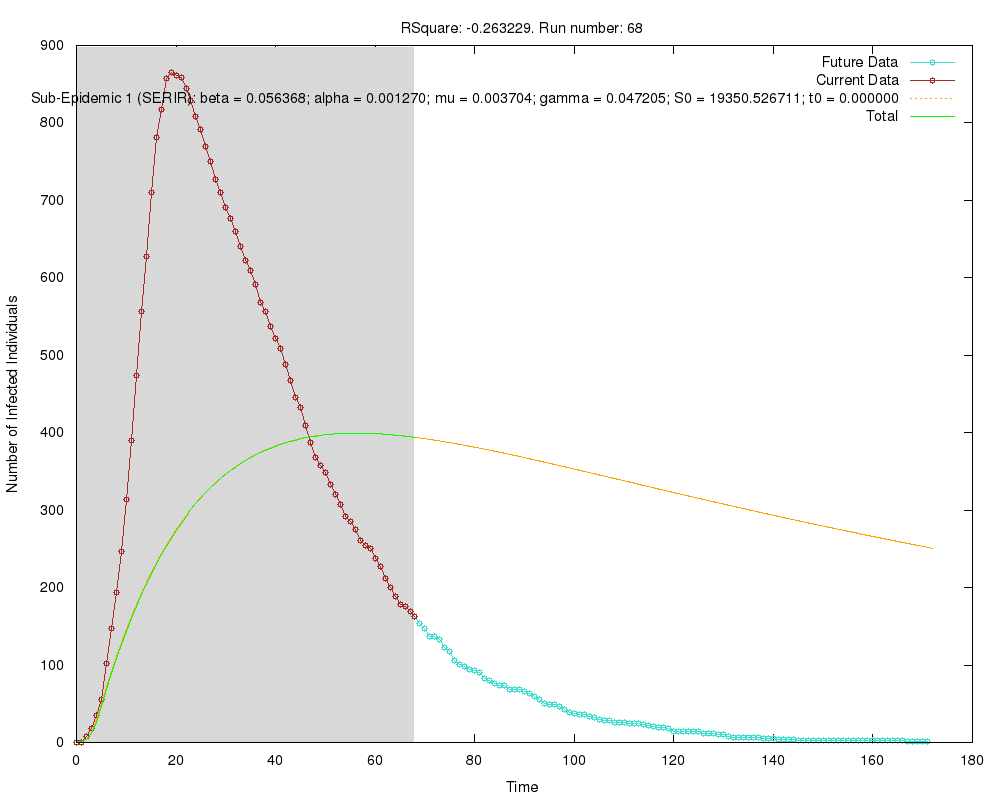 RSquare: -0.263229. Run number: 68
Future Data
Current Data
Sub-Epidemic 1 (SERIR): beta = 0.056368; alpha = 0.001270; mu = 0.003704; gamma = 0.047205; S0 = 19350.526711; t0 = 0.000000
Total
900
800
700
600
500
400
300
200
100
0
Number of Infected Individuals
0 20 40 60 80 100 120 140 160 180
Time